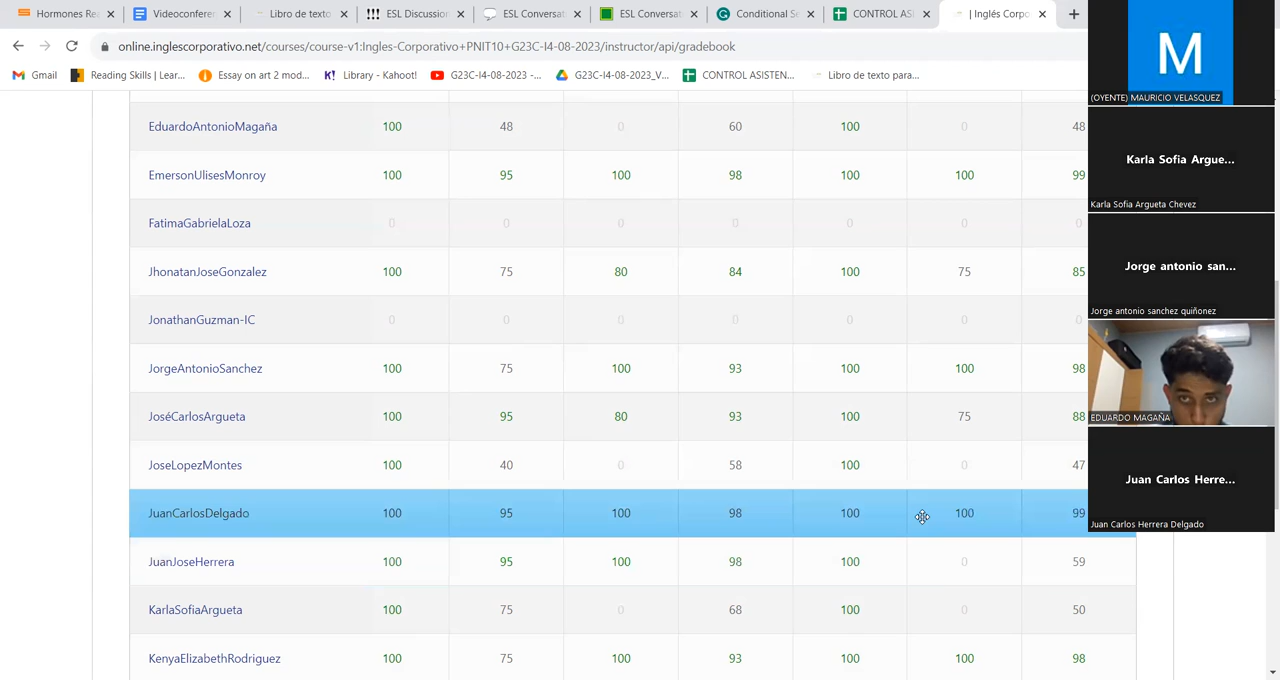 Hormones Re
Videoconferer
Libro de texto
ESL Discussion
ESL Conversat
ESL Conversat
Conditional Se
CONTROL ASI
| Inglés Corpo
online.inglescorporativo.net/courses/course-v1:Ingles-Corporativo+PNIT10+G23C-I4-08-2023/instructor/api/gradebook
Gmail
Reading Skills | Lear...
Essay on art 2 mod...
Library - Kahoot!
G23C-I4-08-2023 -...
G23C-I4-08-2023_V...
CONTROL ASISTEN...
Libro de texto para...
EduardoAntonioMagaña 100 48 0 60 100 0 48
EmersonUlisesMonroy 100 95 100 98 100 100 99
FatimaGabrielaLoza 0 0 0 0 0 0 0
JhonatanJoseGonzalez 100 75 80 84 100 75 85
JonathanGuzman-IC 0 0 0 0 0 0 0
JorgeAntonioSanchez 100 75 100 93 100 100 98
JoséCarlosArgueta 100 95 80 93 100 75 88
JoseLopezMontes 100 40 0 58 100 0 47
JuanCarlosDelgado 100 95 100 98 100 100 99
JuanJoseHerrera 100 95 100 98 100 0 59
KarlaSofiaArgueta 100 75 0 68 100 0 50
KenyaElizabethRodriguez 100 75 100 93 100 100 98
M
(OYENTE) MAURICIO VELASQUEZ
Karla Sofia Argue...
Karla Sofia Argueta Chevez
Jorge antonio san...
Jorge antonio sanchez quiñonez
EDUARDO MAGAÑA
Juan Carlos Herre...
Juan Carlos Herrera Delgado